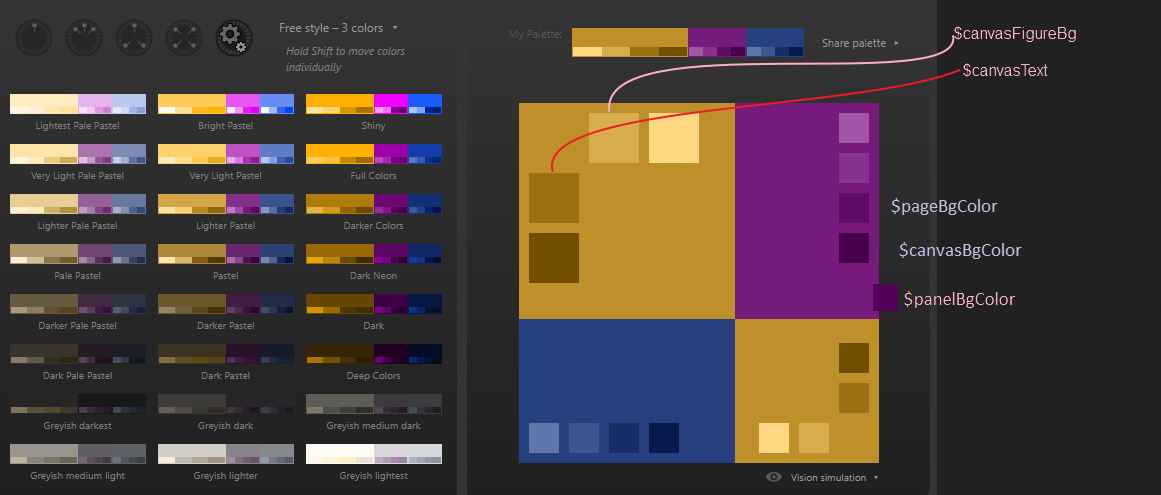 Free style – 3 colors ▾
Hold Shift to move colors
individually
Lightest Pale Pastel
Bright Pastel
Shiny
Very Light Pale Pastel
Very Light Pastel
Full Colors
Lighter Pale Pastel
Lighter Pastel
Darker Colors
Pale Pastel
Pastel
Dark Neon
Darker Pale Pastel
Darker Pastel
Dark
Dark Pale Pastel
Dark Pastel
Deep Colors
Greyish darkest
Greyish dark
Greyish medium dark
Greyish medium light
Greyish lighter
Greyish lightest
My Palette:
Share palette ▸
$canvasFigureBg
$canvasText
$pageBgColor
$canvasBgColor
$panelBgColor
Vision simulation ▾